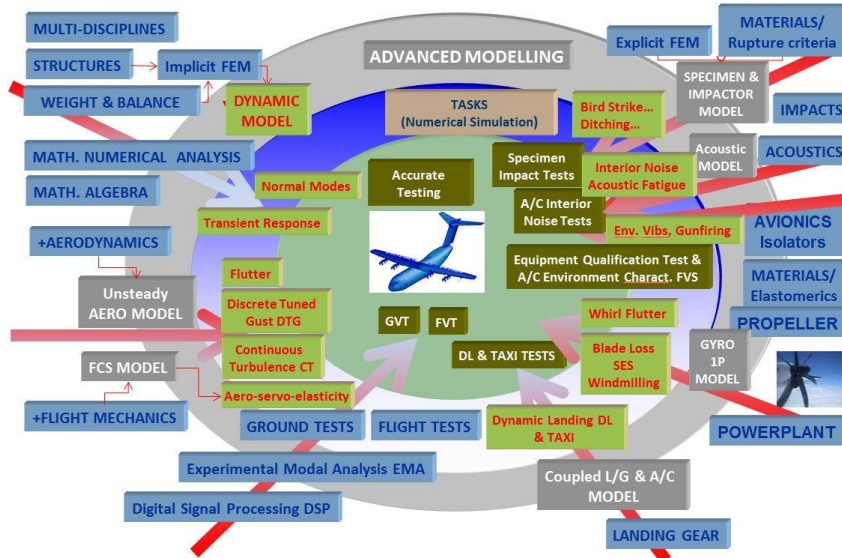 MULTI-DISCIPLINES
STRUCTURES
Implicit FEM
WEIGHT & BALANCE
DYNAMIC
MODEL
ADVANCED MODELLING
TASKS
(Numerical Simulation)
Explicit FEM
MATERIALS/
Rupture criteria
SPECIMEN &
IMPACTOR
MODEL
Bird Strike...
Ditching...
IMPACTS
MATH. NUMERICAL ANALYSIS
MATH. ALGEBRA
Normal Modes
Transient Response
Accurate
Testing
Specimen
Impact Tests
Acoustic
MODEL
ACOUSTICS
Interior Noise
Acoustic Fatigue
A/C Interior
Noise Tests
Env. Vibs, Gunfiring
AVIONICS
Isolators
+AERODYNAMICS
Unsteady
AERO MODEL
Flutter
Discrete Tuned
Gust DTG
Equipment Qualification Test &
A/C Environment Charact. FVS
MATERIALS/
Elastomerics
PROPELLER
GVT
FVT
Whirl Flutter
Continuous
Turbulence CT
FCS MODEL
DL & TAXI TESTS
Blade Loss
SES
Windmilling
GYRO
1P
MODEL
Aero-servo-elasticity
+FLIGHT MECHANICS
GROUND TESTS
FLIGHT TESTS
Dynamic Landing DL
& TAXI
POWERPLANT
Experimental Modal Analysis EMA
Coupled L/G & A/C
MODEL
Digital Signal Processing DSP
LANDING GEAR